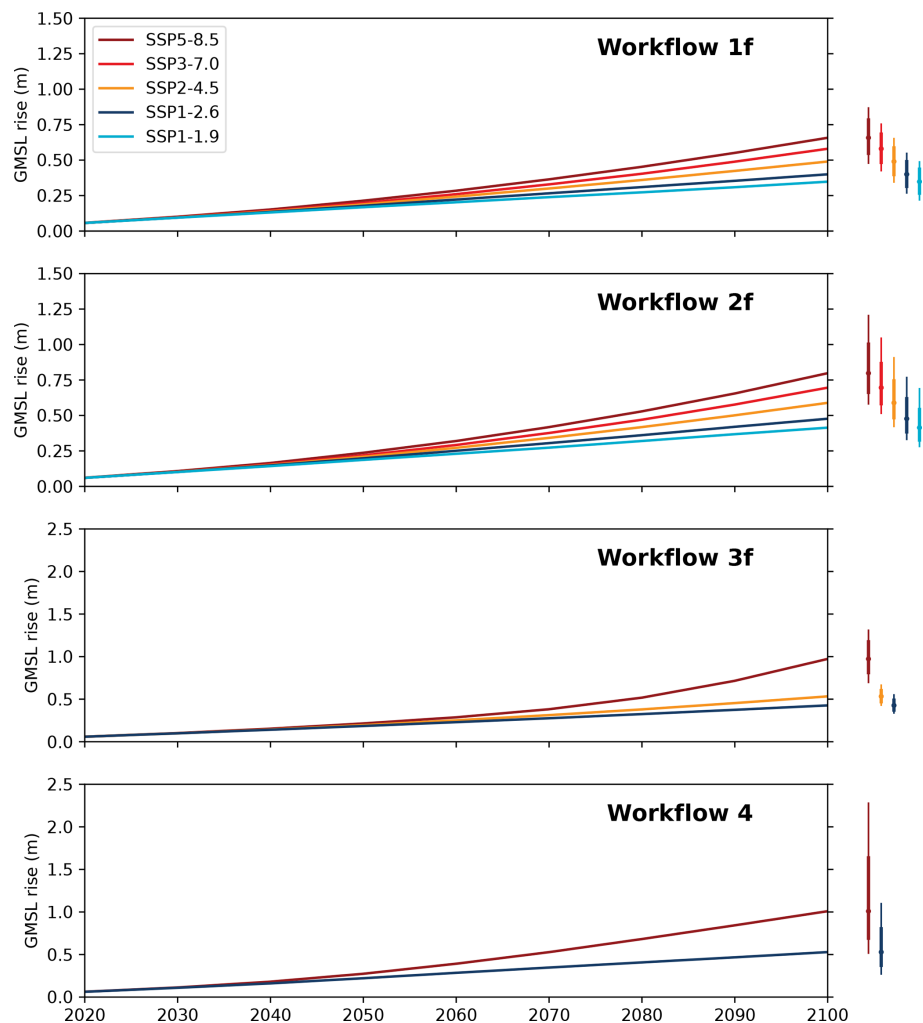 Workflow 1f
GMSL rise (m)
1.50
1.25
1.00
0.75
0.50
0.25
0.00
SSP5-8.5
SSP3-7.0
SSP2-4.5
SSP1-2.6
SSP1-1.9
Workflow 2f
GMSL rise (m)
1.50
1.25
1.00
0.75
0.50
0.25
0.00
Workflow 3f
GMSL rise (m)
2.5
2.0
1.5
1.0
0.5
0.0
Workflow 4
GMSL rise (m)
2.5
2.0
1.5
1.0
0.5
0.0
2020 2030 2040 2050 2060 2070 2080 2090 2100